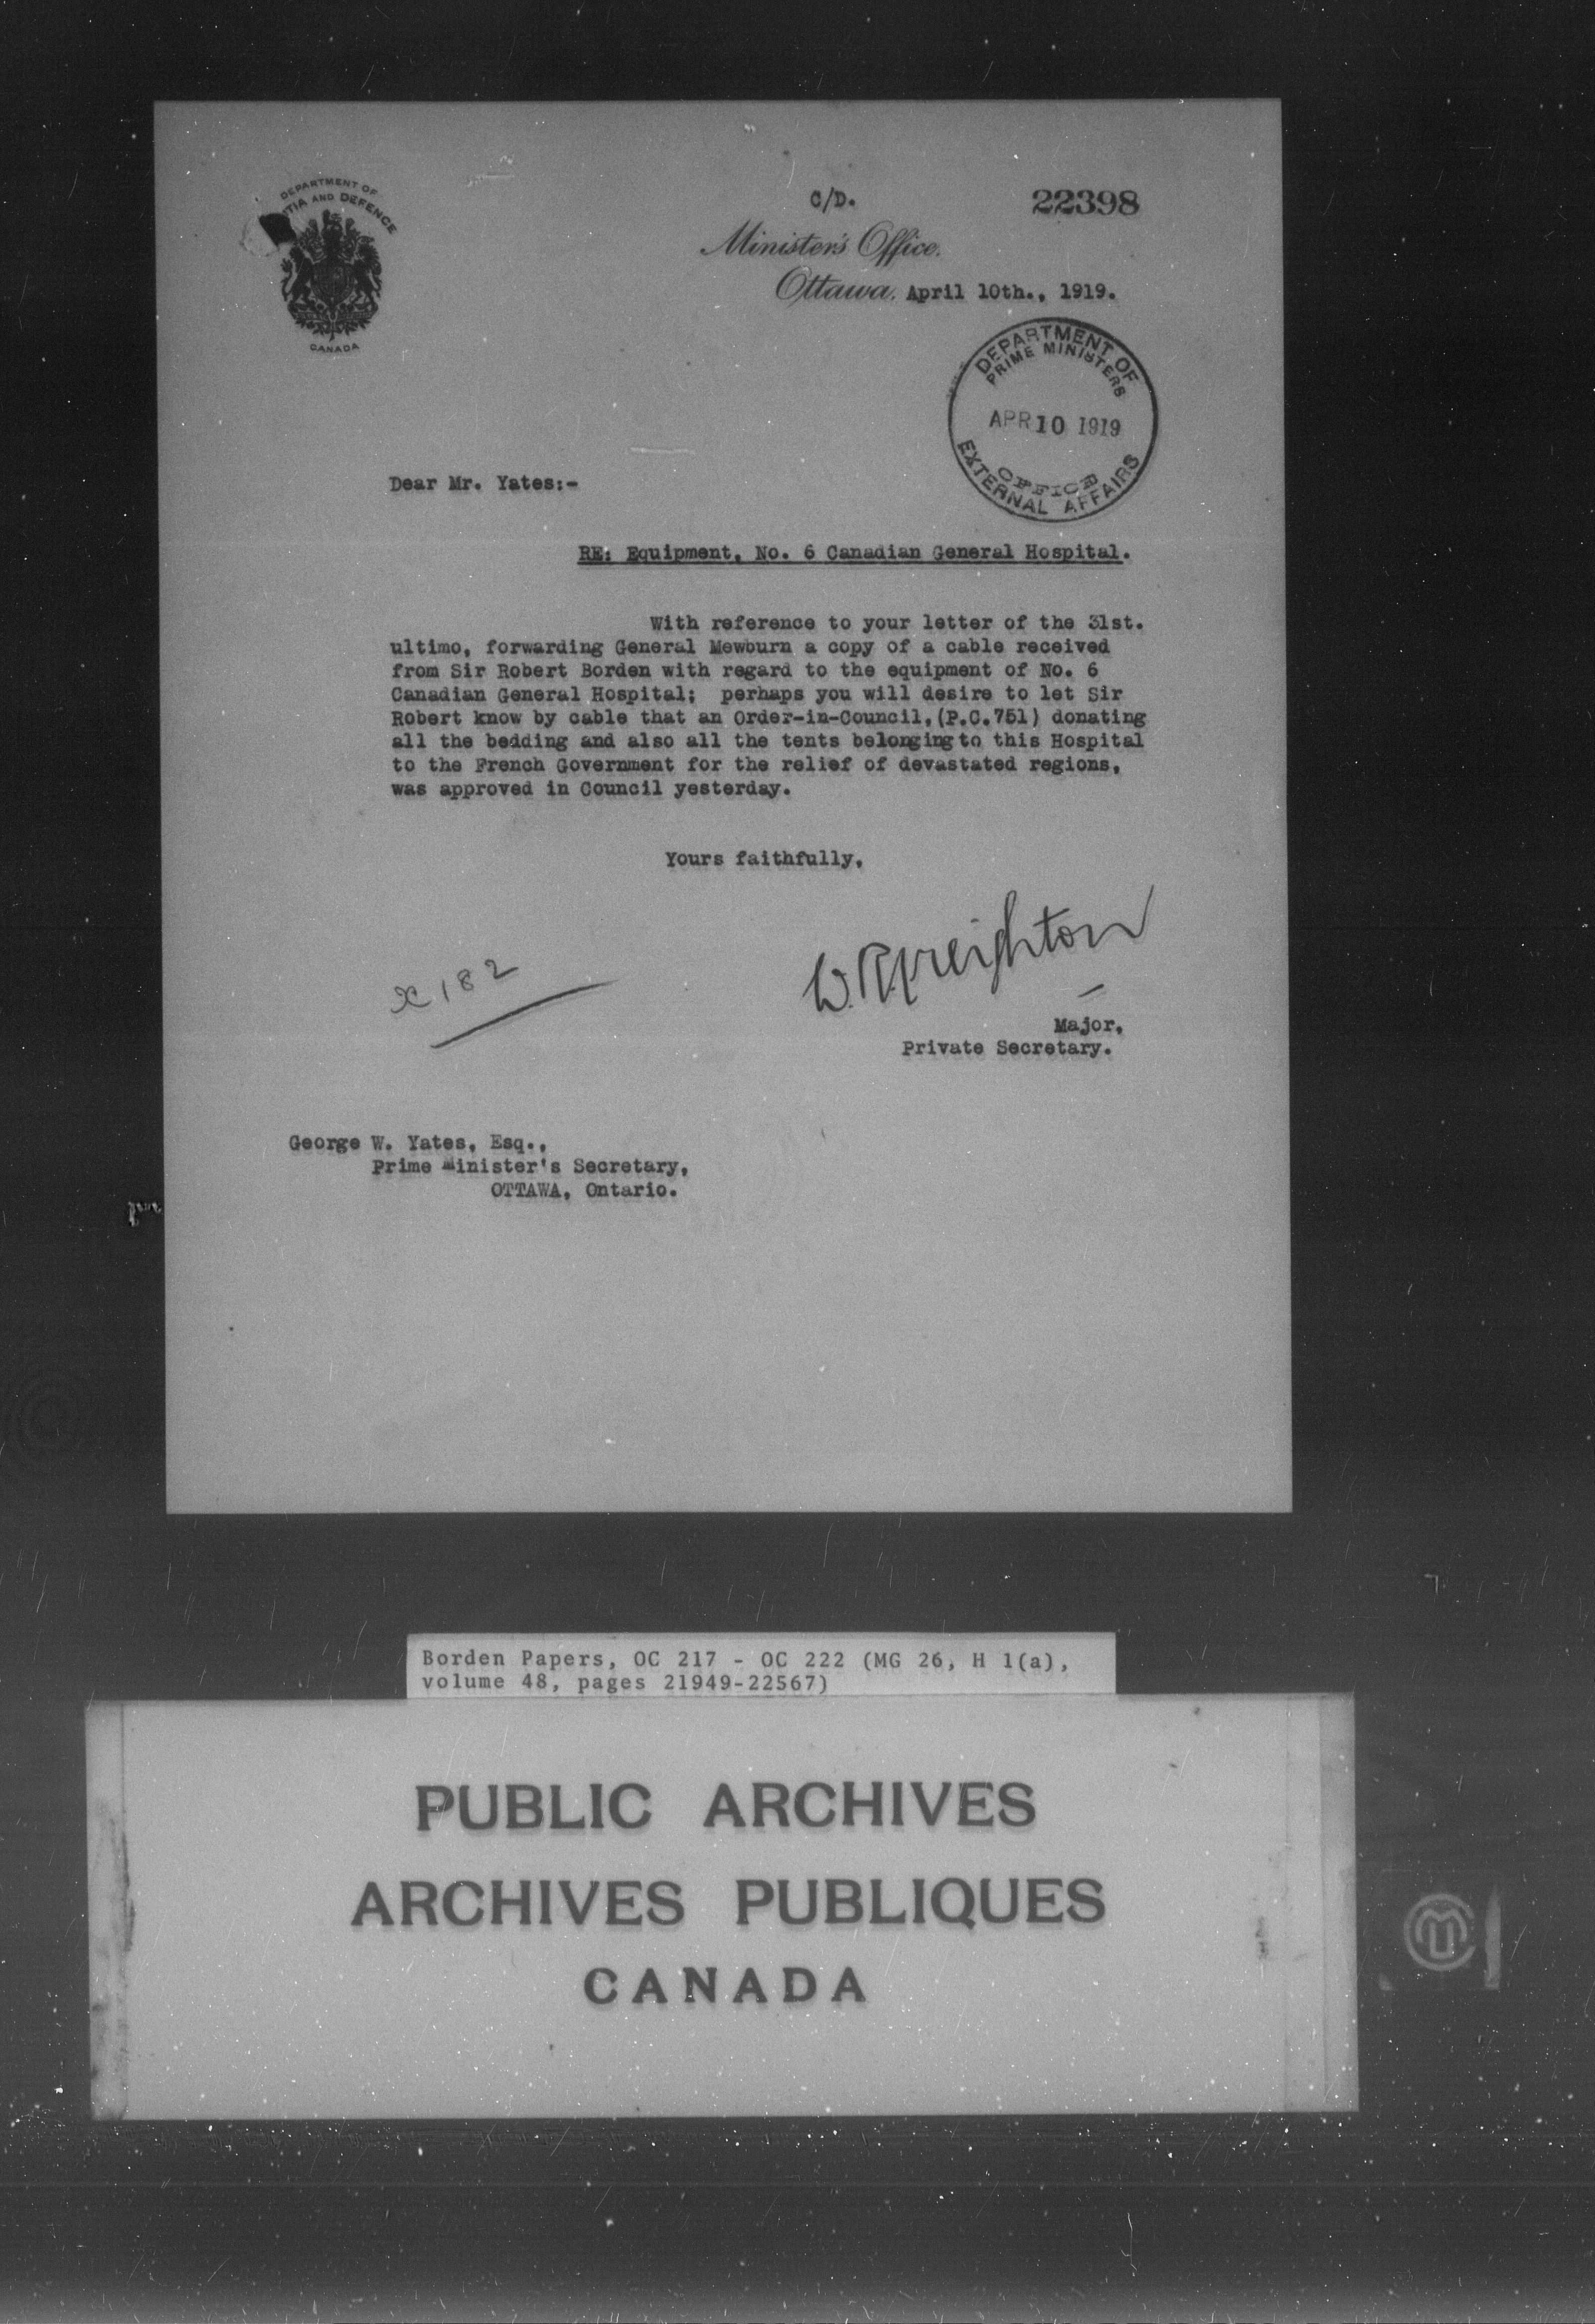 DEPARTMENT OF
AND DEFENCE
CANADA
C/D.
22398
Minister's Office.
Ottawa. April 10th., 1919.
DEPARTMENT OF
PRIME MINISTERS
APR 10 1919
OFFICE
EXTERNAL AFFAIRS
Dear Mr. Yates:-
RE: Equipment, No. 6 Canadian General Hospital.
With reference to your letter of the 31st.
ultimo, forwarding General Mewburn a copy of a cable received
from Sir Robert Borden with regard to the equipment of No. 6
Canadian General Hospital; perhaps you will desire to let Sir
Robert know by cable that an Order-in-Council,(P.C.751) donating
all the bedding and also all the tents belonging to this Hospital
to the French Government for the relief of devastated regions,
was approved in Council yesterday.
Yours faithfully,
x 182
Major,
Private Secretary.
George W. Yates, Esq.,
Prime Minister's Secretary,
OTTAWA, Ontario.
Borden Papers, OC 217 - OC 222 (MG 26, H 1(a),
volume 48, pages 21949-22567)
PUBLIC ARCHIVES
ARCHIVES PUBLIQUES
CANADA